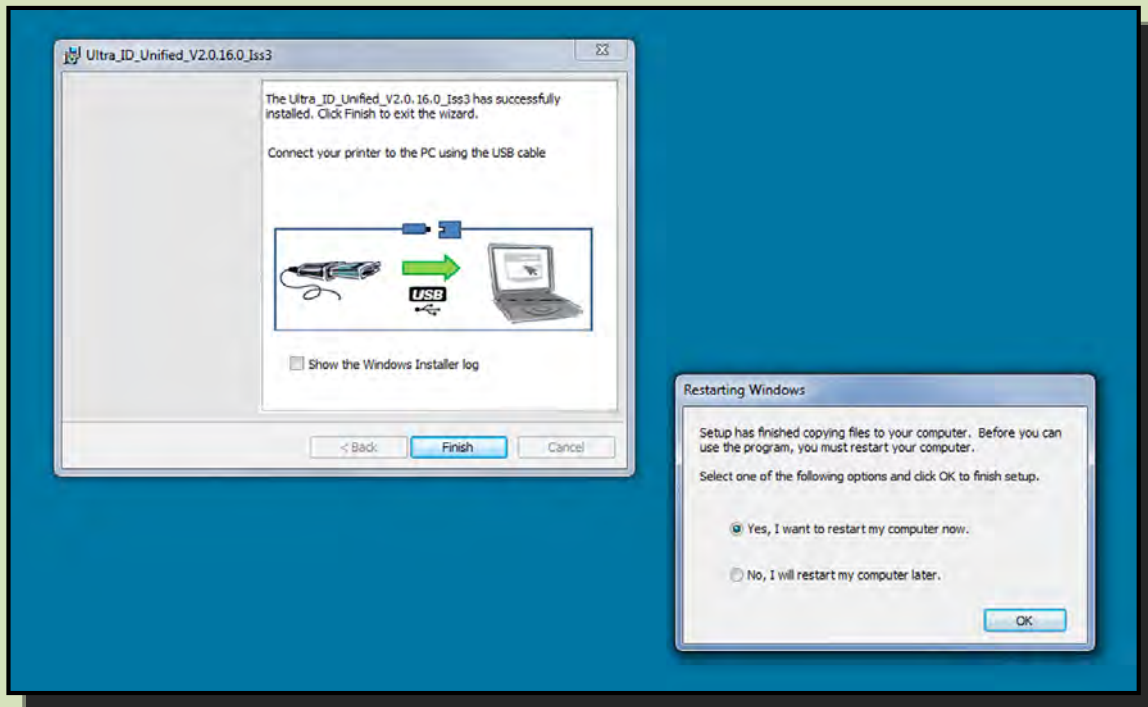 Ultra_ID_Unified_V2.0.16.0_Iss3
The Ultra_ID_Unified_V2.0.16.0_Iss3 has successfully
installed. Click Finish to exit the wizard.
Connect your printer to the PC using the USB cable
USB
Show the Windows Installer log
< Back
Finish
Cancel
Restarting Windows
Setup has finished copying files to your computer. Before you can
use the program, you must restart your computer.
Select one of the following options and click OK to finish setup.
Yes, I want to restart my computer now.
No, I will restart my computer later.
OK